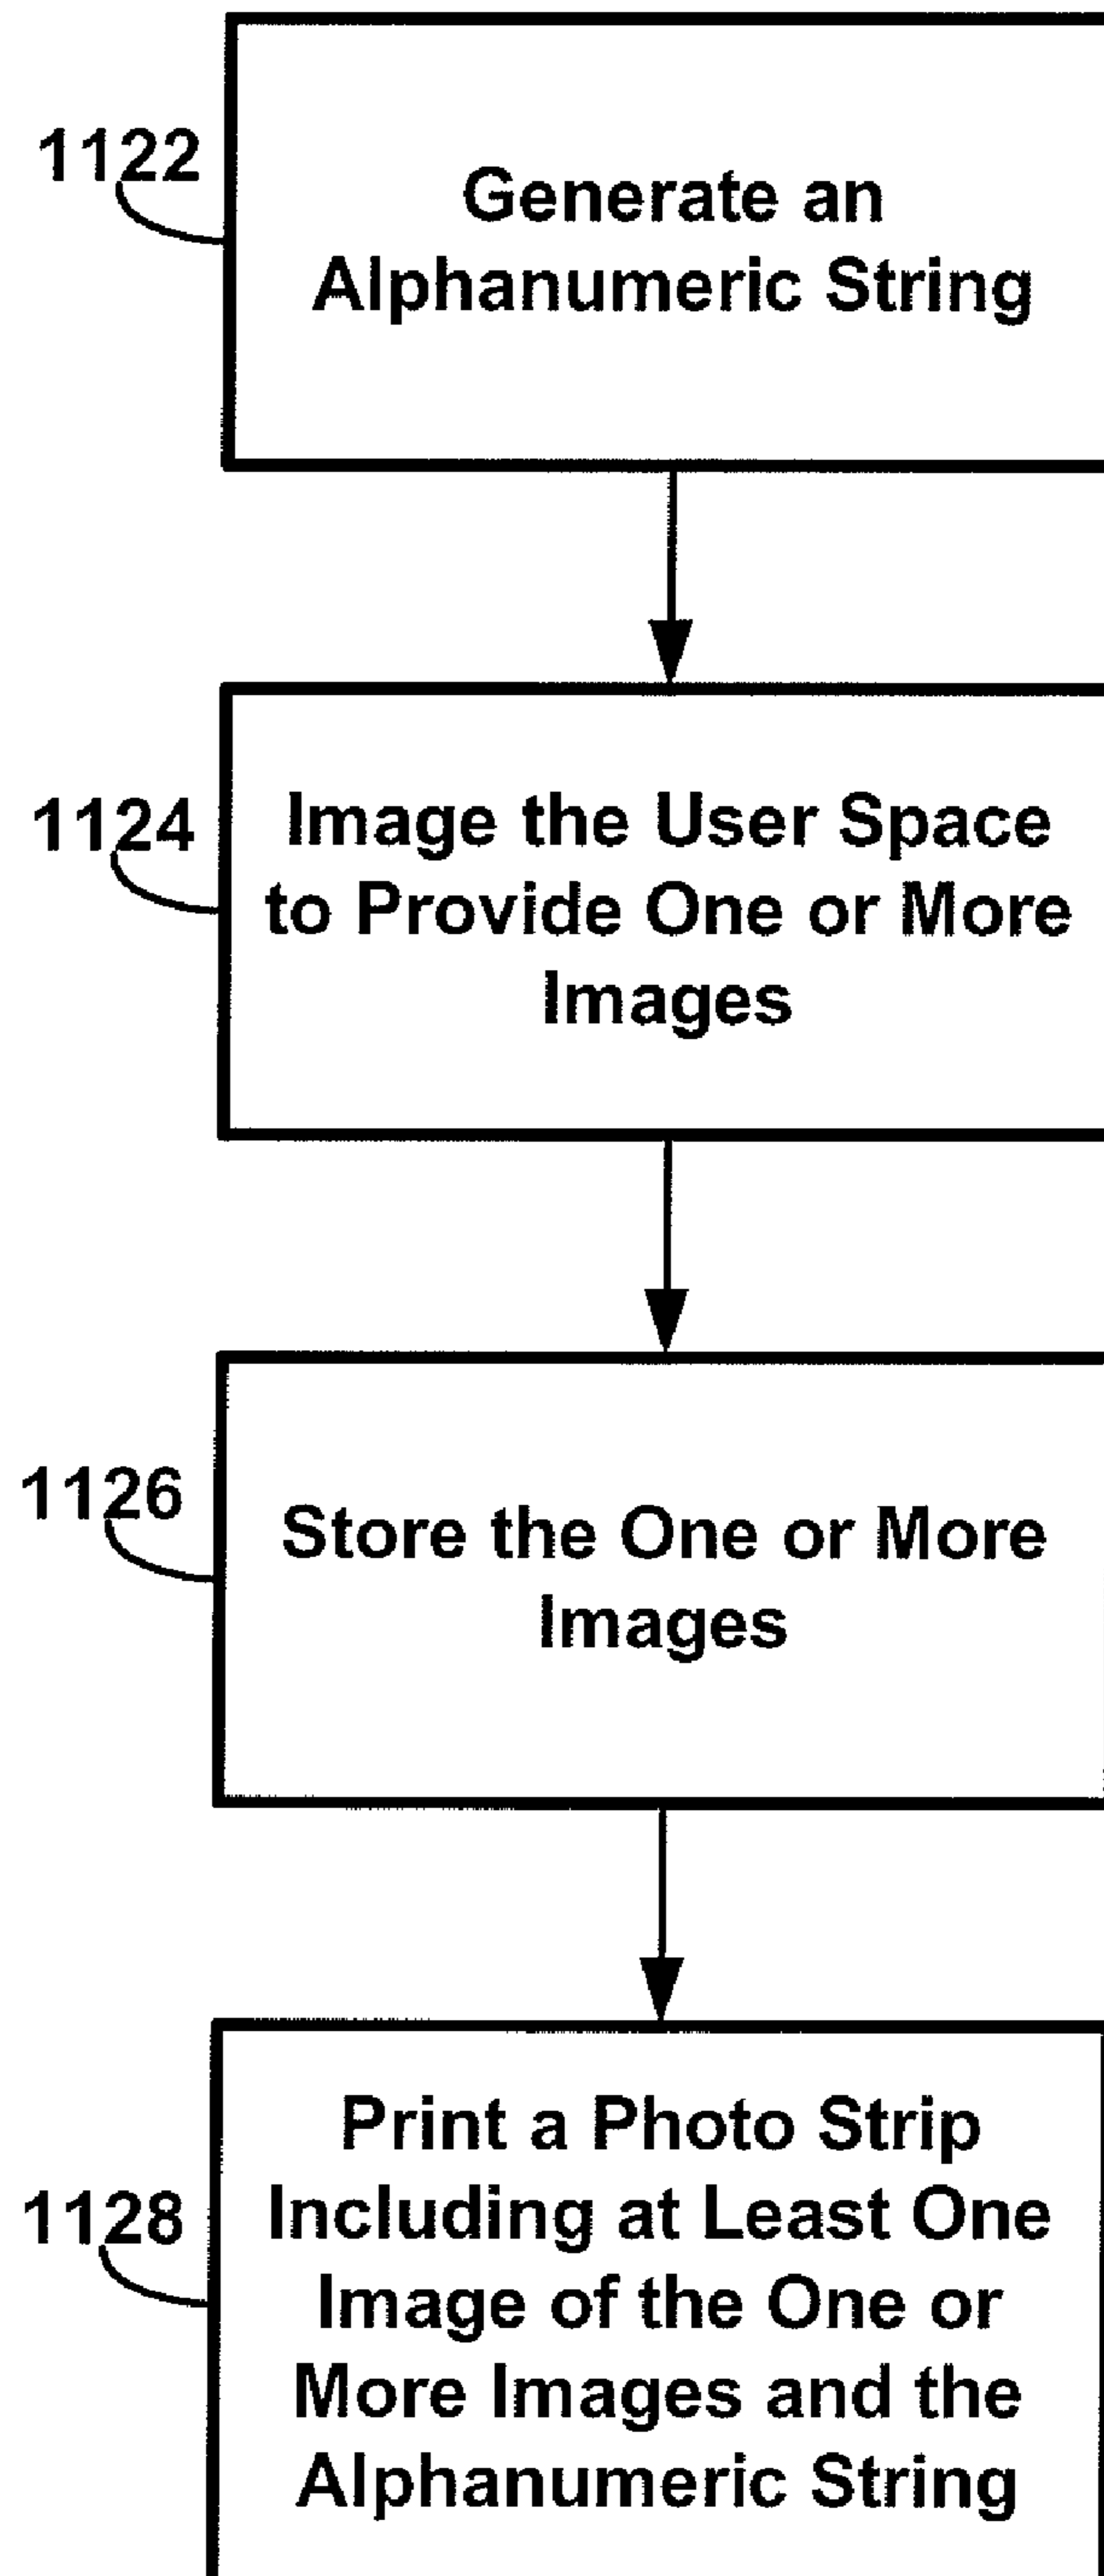 1122
Generate an
Alphanumeric String
1124
Image the User Space
to Provide One or More
Images
1126
Store the One or More
Images
1128
Print a Photo Strip
Including at Least One
Image of the One or
More Images and the
Alphanumeric String